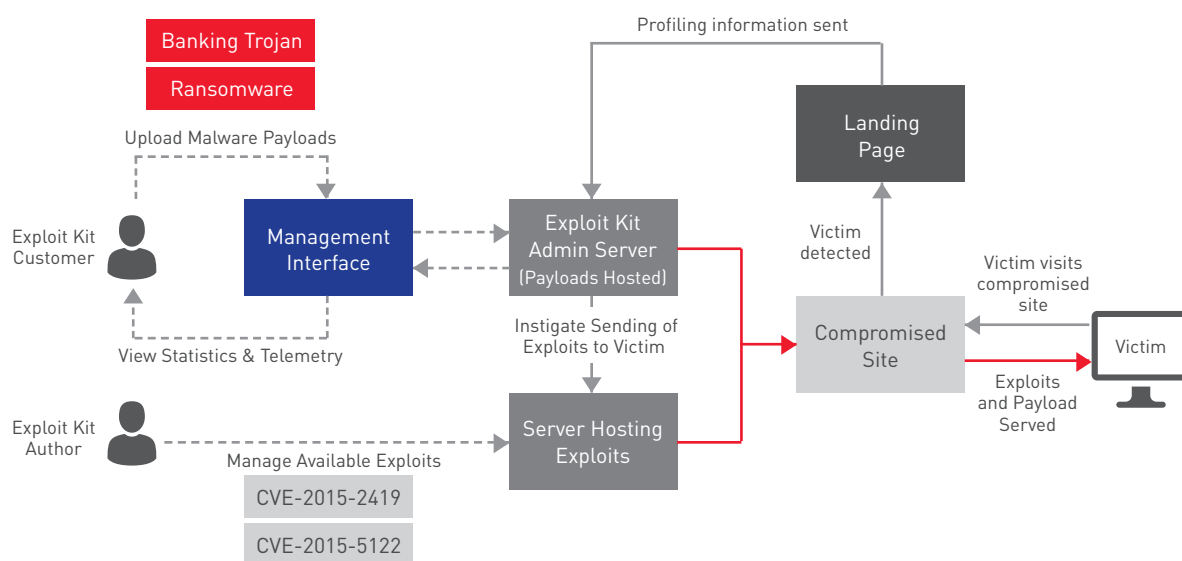 Profiling information sent
Banking Trojan
Ransomware
Upload Malware Payloads
Landing
Page
Exploit Kit
Customer
Management
Interface
Exploit Kit
Admin Server
(Payloads Hosted)
Victim
detected
Victim visits
compromised
site
View Statistics & Telemetry
Instigate Sending of
Exploits to Victim
Compromised
Site
Victim
Exploits
and Payload
Served
Exploit Kit
Author
Manage Available Exploits
Server Hosting
Exploits
CVE-2015-2419
CVE-2015-5122